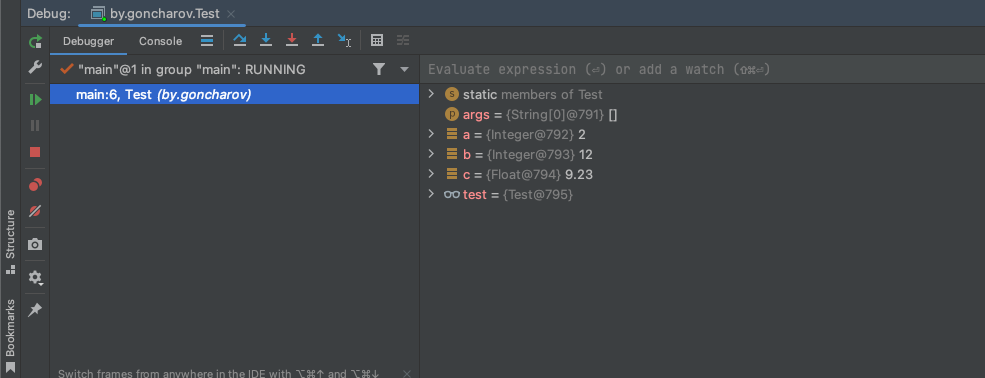 Debug: by.goncharov.Test
Debugger Console
"main"@1 in group "main": RUNNING
Evaluate expression (⏎) or add a watch (⇧⌘⏎)
main:6, Test (by.goncharov)
static members of Test
args = {String[0]@791} []
a = {Integer@792} 2
b = {Integer@793} 12
c = {Float@794} 9.23
test = {Test@795}
Structure
Bookmarks
Switch frames from anywhere in the IDE with ⌥⌘↑ and ⌥⌘↓